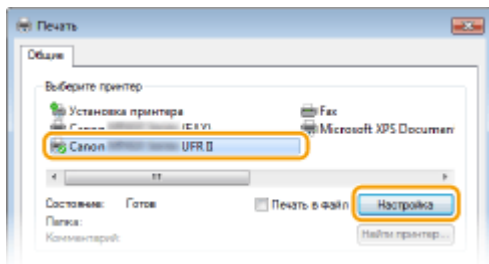 Печать
Общие
Выберите принтер
Установка принтера
Fax
Canon (FAX)
Microsoft XPS Documen
Canon UFR II
Состояние: Готов
Печать в файл
Настройка
Папка:
Комментарий:
Найти принтер...